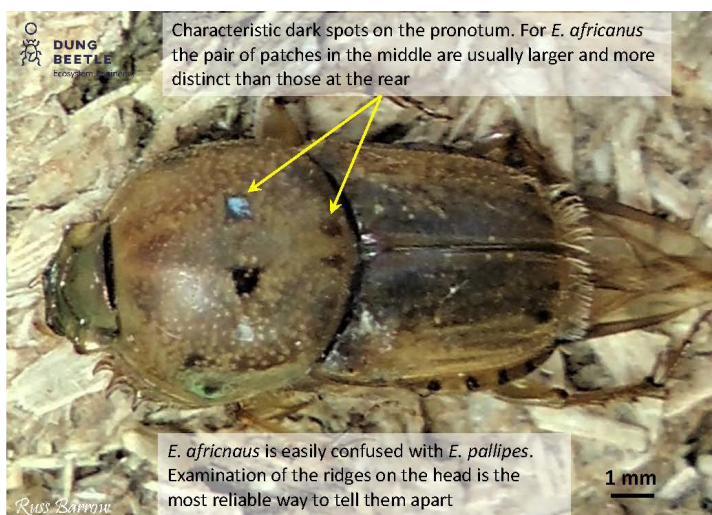 Characteristic dark spots on the pronotum. For E. africanus
the pair of patches in the middle are usually larger and more
distinct than those at the rear
DUNG
BEETLE
Ecosystem Engineers
E. africnaus is easily confused with E. pallipes.
Examination of the ridges on the head is the
most reliable way to tell them apart
1 mm
Russ Barrow